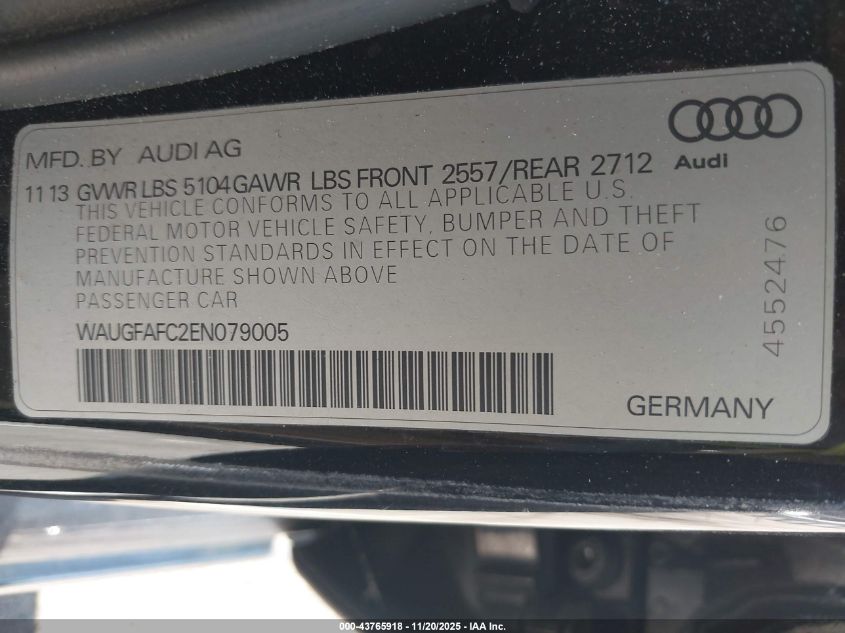 MFD. BY AUDI AG
Audi
11 13 GVWR LBS 5104 GAWR LBS FRONT 2557/REAR 2712
THIS VEHICLE CONFORMS TO ALL APPLICABLE U.S.
FEDERAL MOTOR VEHICLE SAFETY, BUMPER AND THEFT
PREVENTION STANDARDS IN EFFECT ON THE DATE OF
MANUFACTURE SHOWN ABOVE
PASSENGER CAR
WAUGFAFC2EN079005
4552476
GERMANY
000-43765918 - 11/20/2025 - IAA Inc.